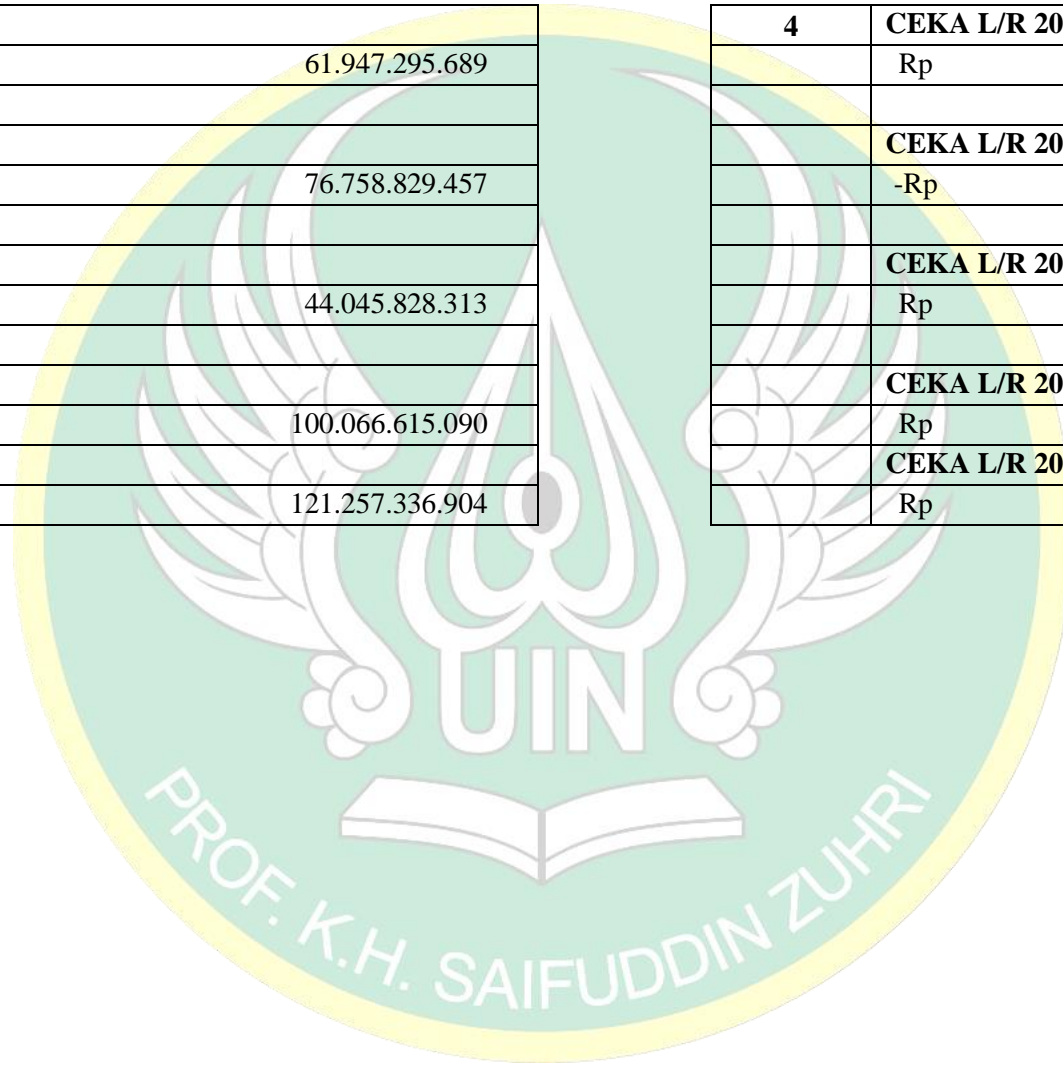 4 CEKA L/R 20
61.947.295.689 Rp
CEKA L/R 20
76.758.829.457 -Rp
CEKA L/R 20
44.045.828.313 Rp
CEKA L/R 20
100.066.615.090 Rp
CEKA L/R 20
121.257.336.904 Rp
UIN
PROF. K.H. SAIFUDDIN ZUHRI